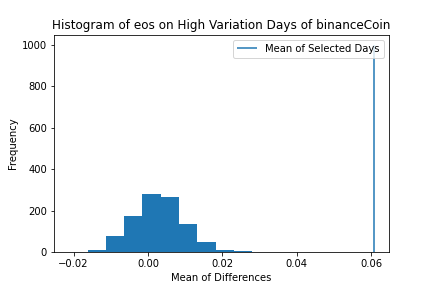 Histogram of eos on High Variation Days of binanceCoin
Mean of Selected Days
1000
800
600
400
200
0
Frequency
−0.02
0.00
0.02
0.04
0.06
Mean of Differences